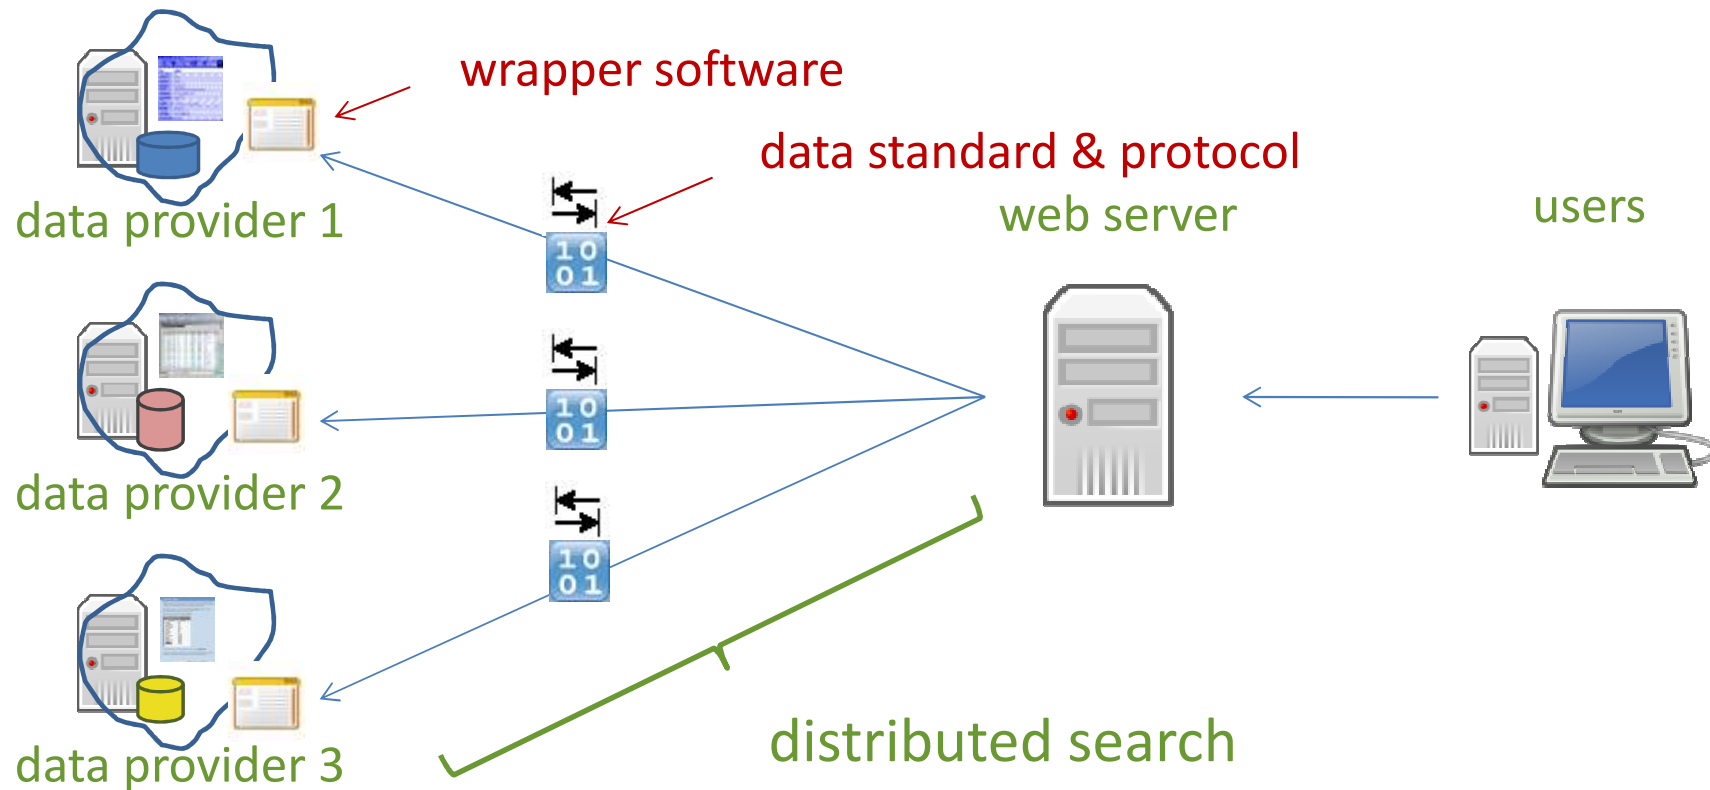 wrapper software
data standard & protocol
data provider 1
web server
users
10
01
10
01
data provider 2
10
01
data provider 3
distributed search